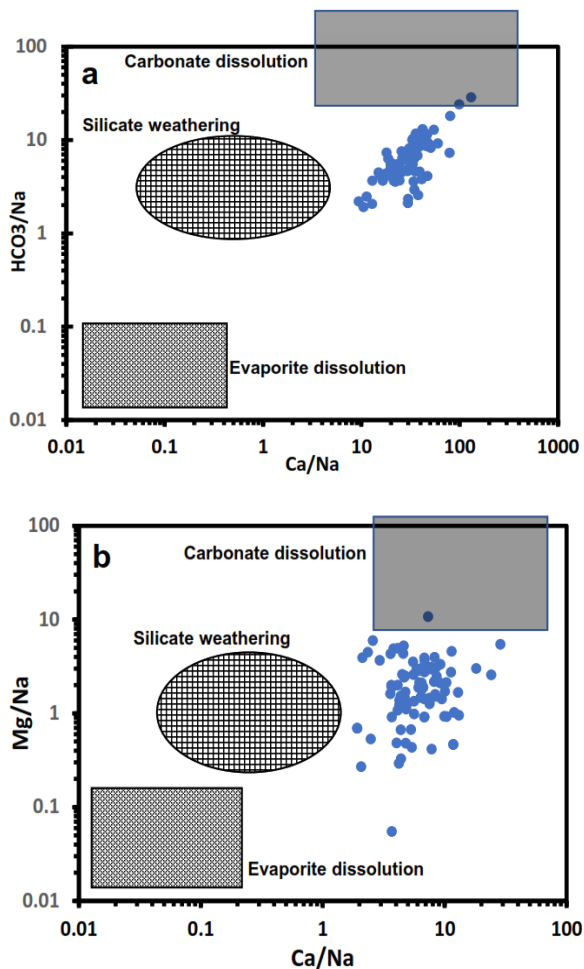 a
100
Carbonate dissolution
Silicate weathering
10
HCO3/Na
1
0.1
Evaporite dissolution
0.01
0.01 0.1 1 10 100 1000
Ca/Na
b
100
Carbonate dissolution
10
Silicate weathering
Mg/Na
1
0.1
Evaporite dissolution
0.01
0.01 0.1 1 10 100
Ca/Na